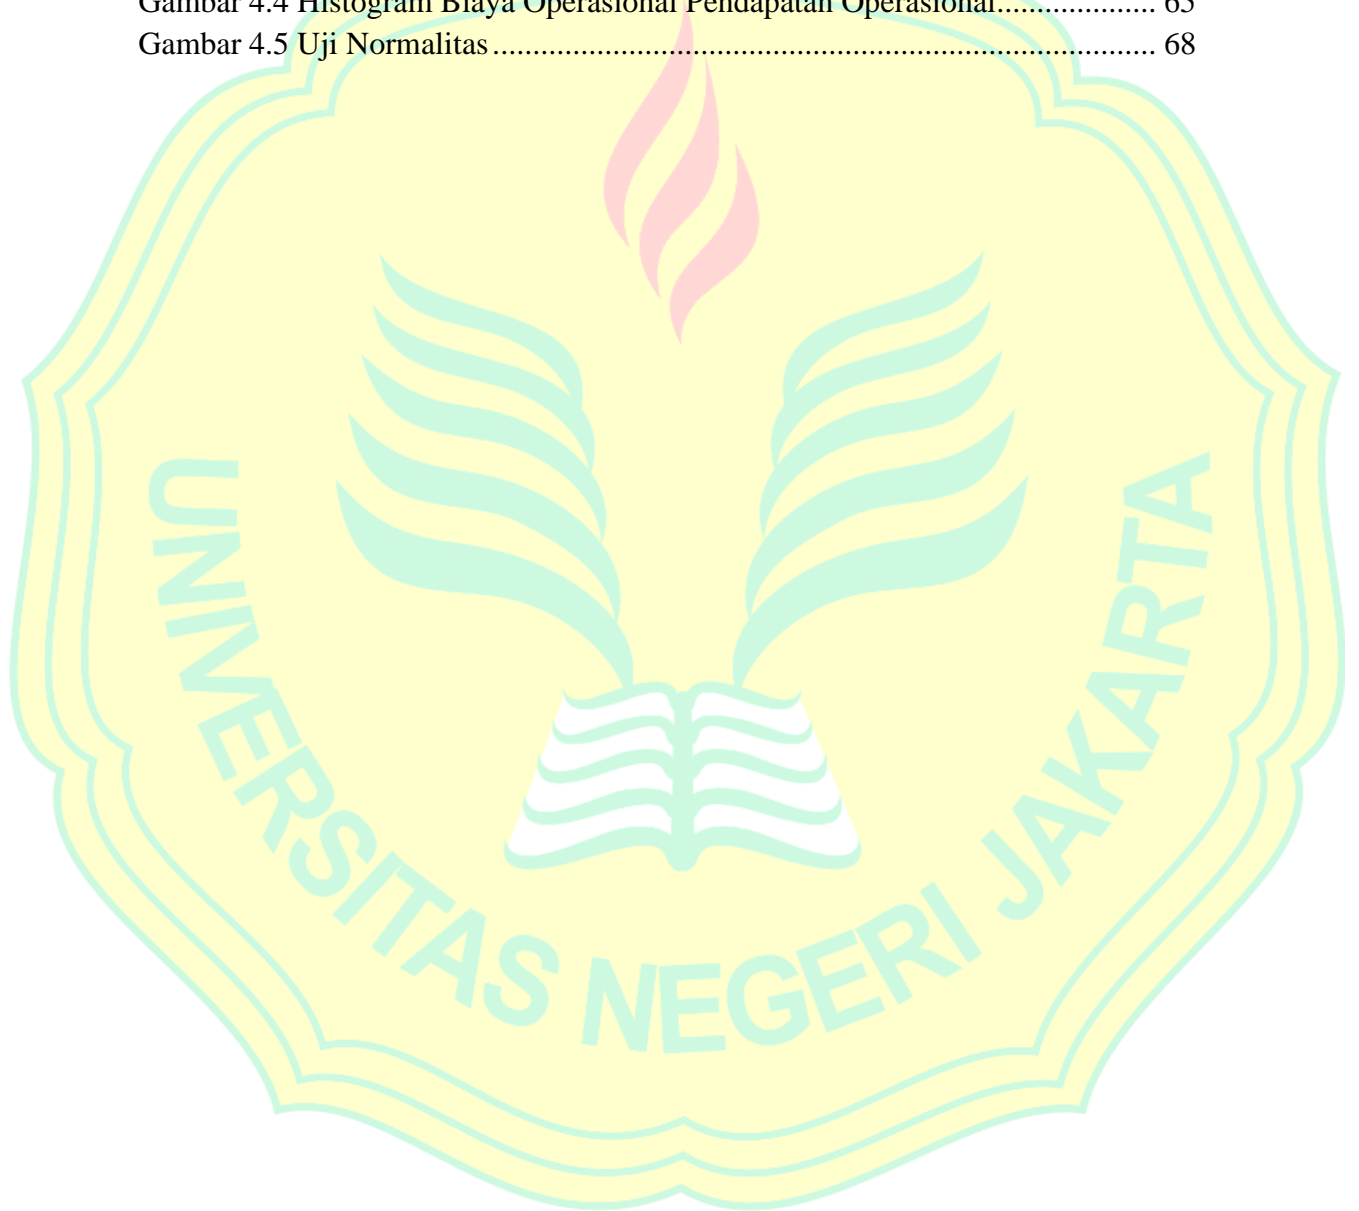 Gambar 4.4 Histogram Biaya Operasional Pendapatan Operasional................... 65
Gambar 4.5 Uji Normalitas................................................................................. 68
UNIVERSITAS NEGERI JAKARTA